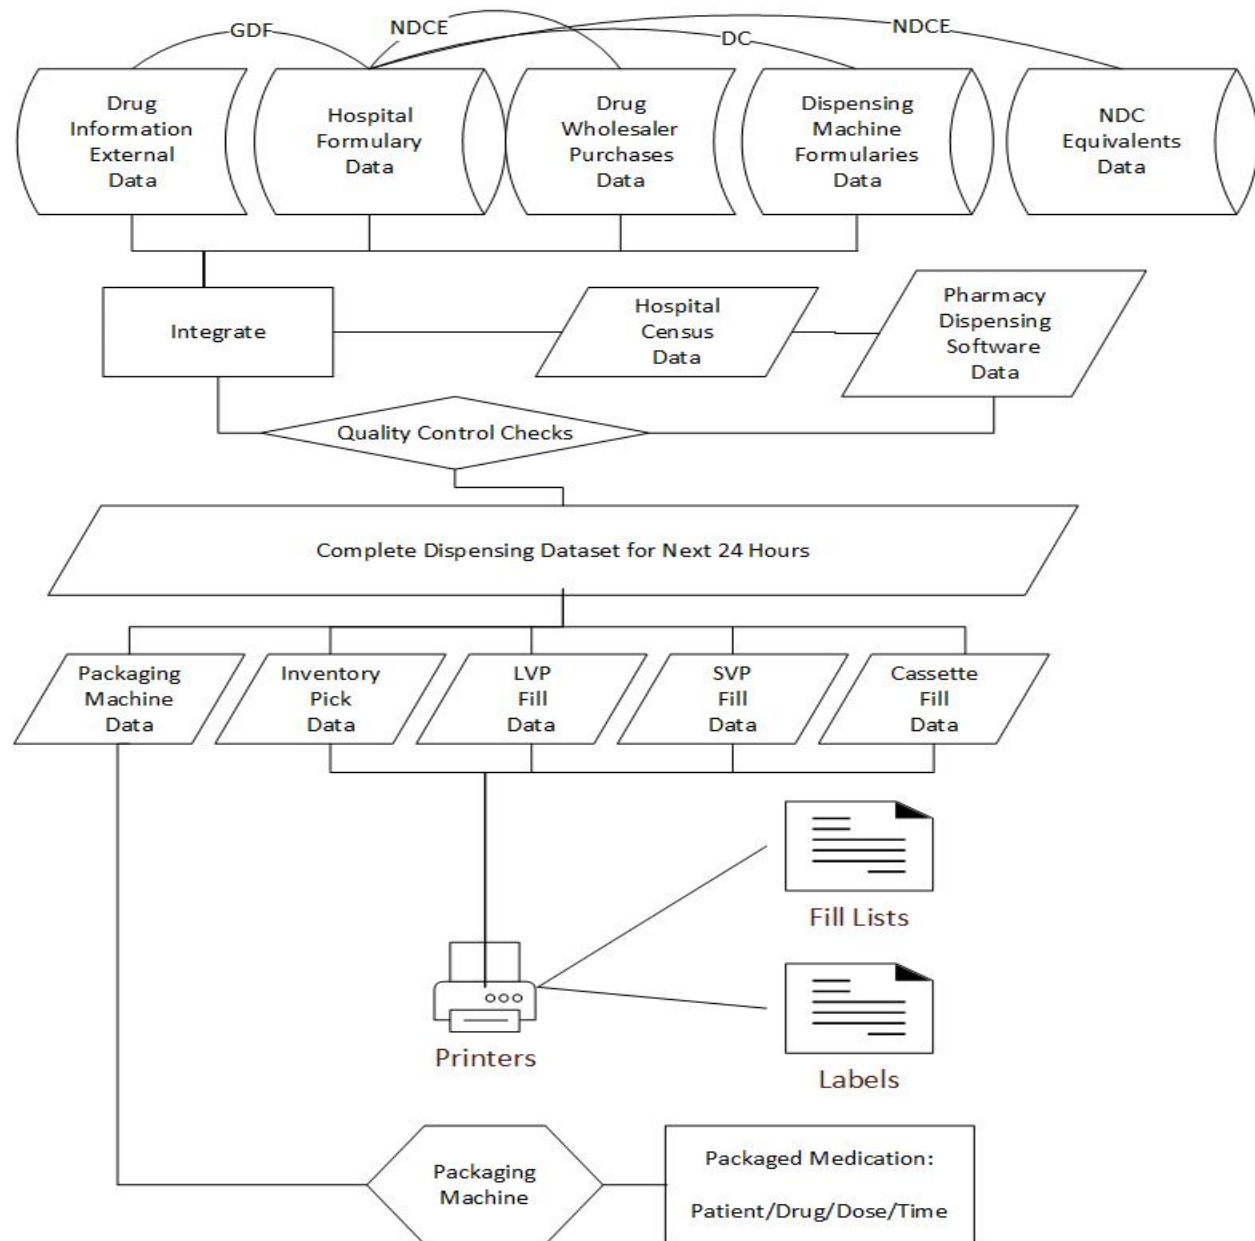 GDF
NDCE
DC
NDCE
Drug
Information
External
Data
Hospital
Formulary
Data
Drug
Wholesaler
Purchases
Data
Dispensing
Machine
Formularies
Data
NDC
Equivalents
Data
Integrate
Hospital
Census
Data
Pharmacy
Dispensing
Software
Data
Quality Control Checks
Complete Dispensing Dataset for Next 24 Hours
Packaging
Machine
Data
Inventory
Pick
Data
LVP
Fill
Data
SVP
Fill
Data
Cassette
Fill
Data
Fill Lists
Printers
Labels
Packaging
Machine
Packaged Medication:
Patient/Drug/Dose/Time